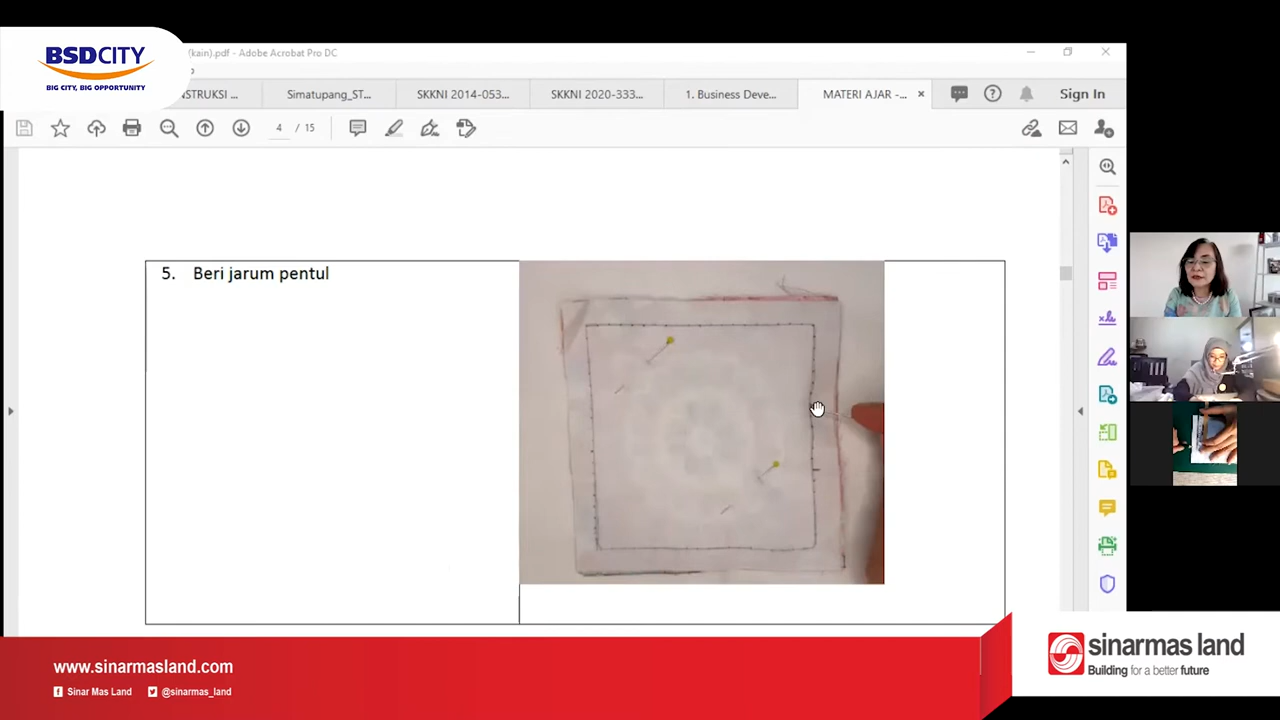 BSDCITY
BIG CITY, BIG OPPORTUNITY
(kain).pdf - Adobe Acrobat Pro DC
NSTRUKSI ...
Simatupang_ST...
SKKNI 2014-053...
SKKNI 2020-333...
1. Business Deve...
MATERI AJAR -... ×
Sign In
4 / 15
5. Beri jarum pentul
www.sinarmasland.com
Sinar Mas Land
@sinarmas_land
sinarmas land
Building for a better future